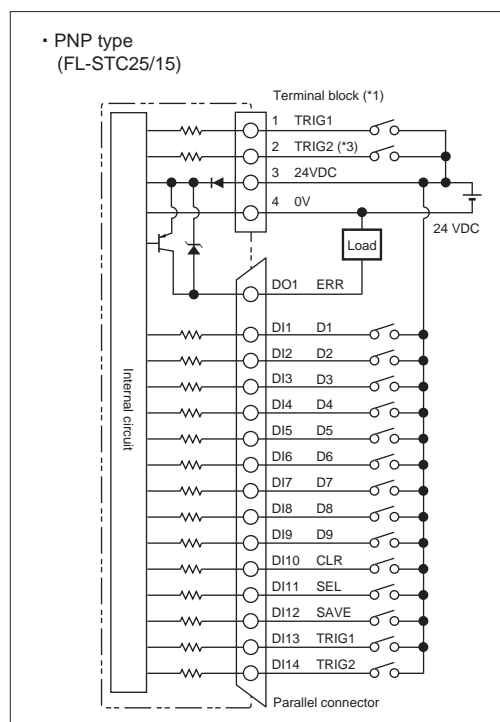 · PNP type
(FL-STC25/15)
Terminal block (*1)
1 TRIG1
2 TRIG2 (*3)
3 24VDC
4 0V
24 VDC
Load
DO1 ERR
DI1 D1
DI2 D2
DI3 D3
DI4 D4
DI5 D5
DI6 D6
DI7 D7
DI8 D8
DI9 D9
DI10 CLR
DI11 SEL
DI12 SAVE
DI13 TRIG1
DI14 TRIG2
Internal circuit
Parallel connector